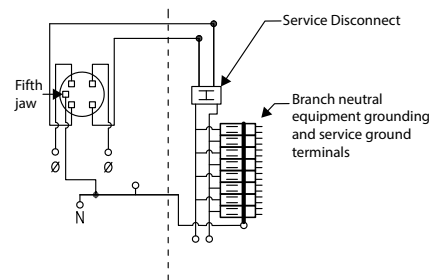 Service Disconnect
Fifth
jaw
Branch neutral
equipment grounding
and service ground
terminals
Ø
Ø
N